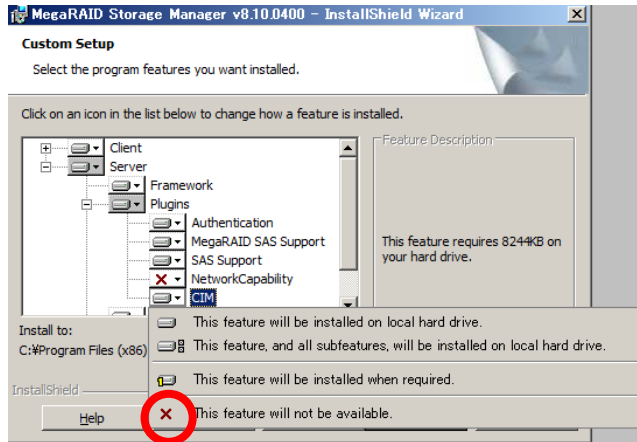 MegaRAID Storage Manager v8.10.0400 - InstallShield Wizard
Custom Setup
Select the program features you want installed.
Click on an icon in the list below to change how a feature is installed.
Client
Server
Framework
Plugins
Authentication
MegaRAID SAS Support
SAS Support
NetworkCapability
CIM
Feature Description
This feature requires 8244KB on
your hard drive.
Install to:
C:¥Program Files (x86)
This feature will be installed on local hard drive.
This feature, and all subfeatures, will be installed on local hard drive.
This feature will be installed when required.
This feature will not be available.
InstallShield
Help